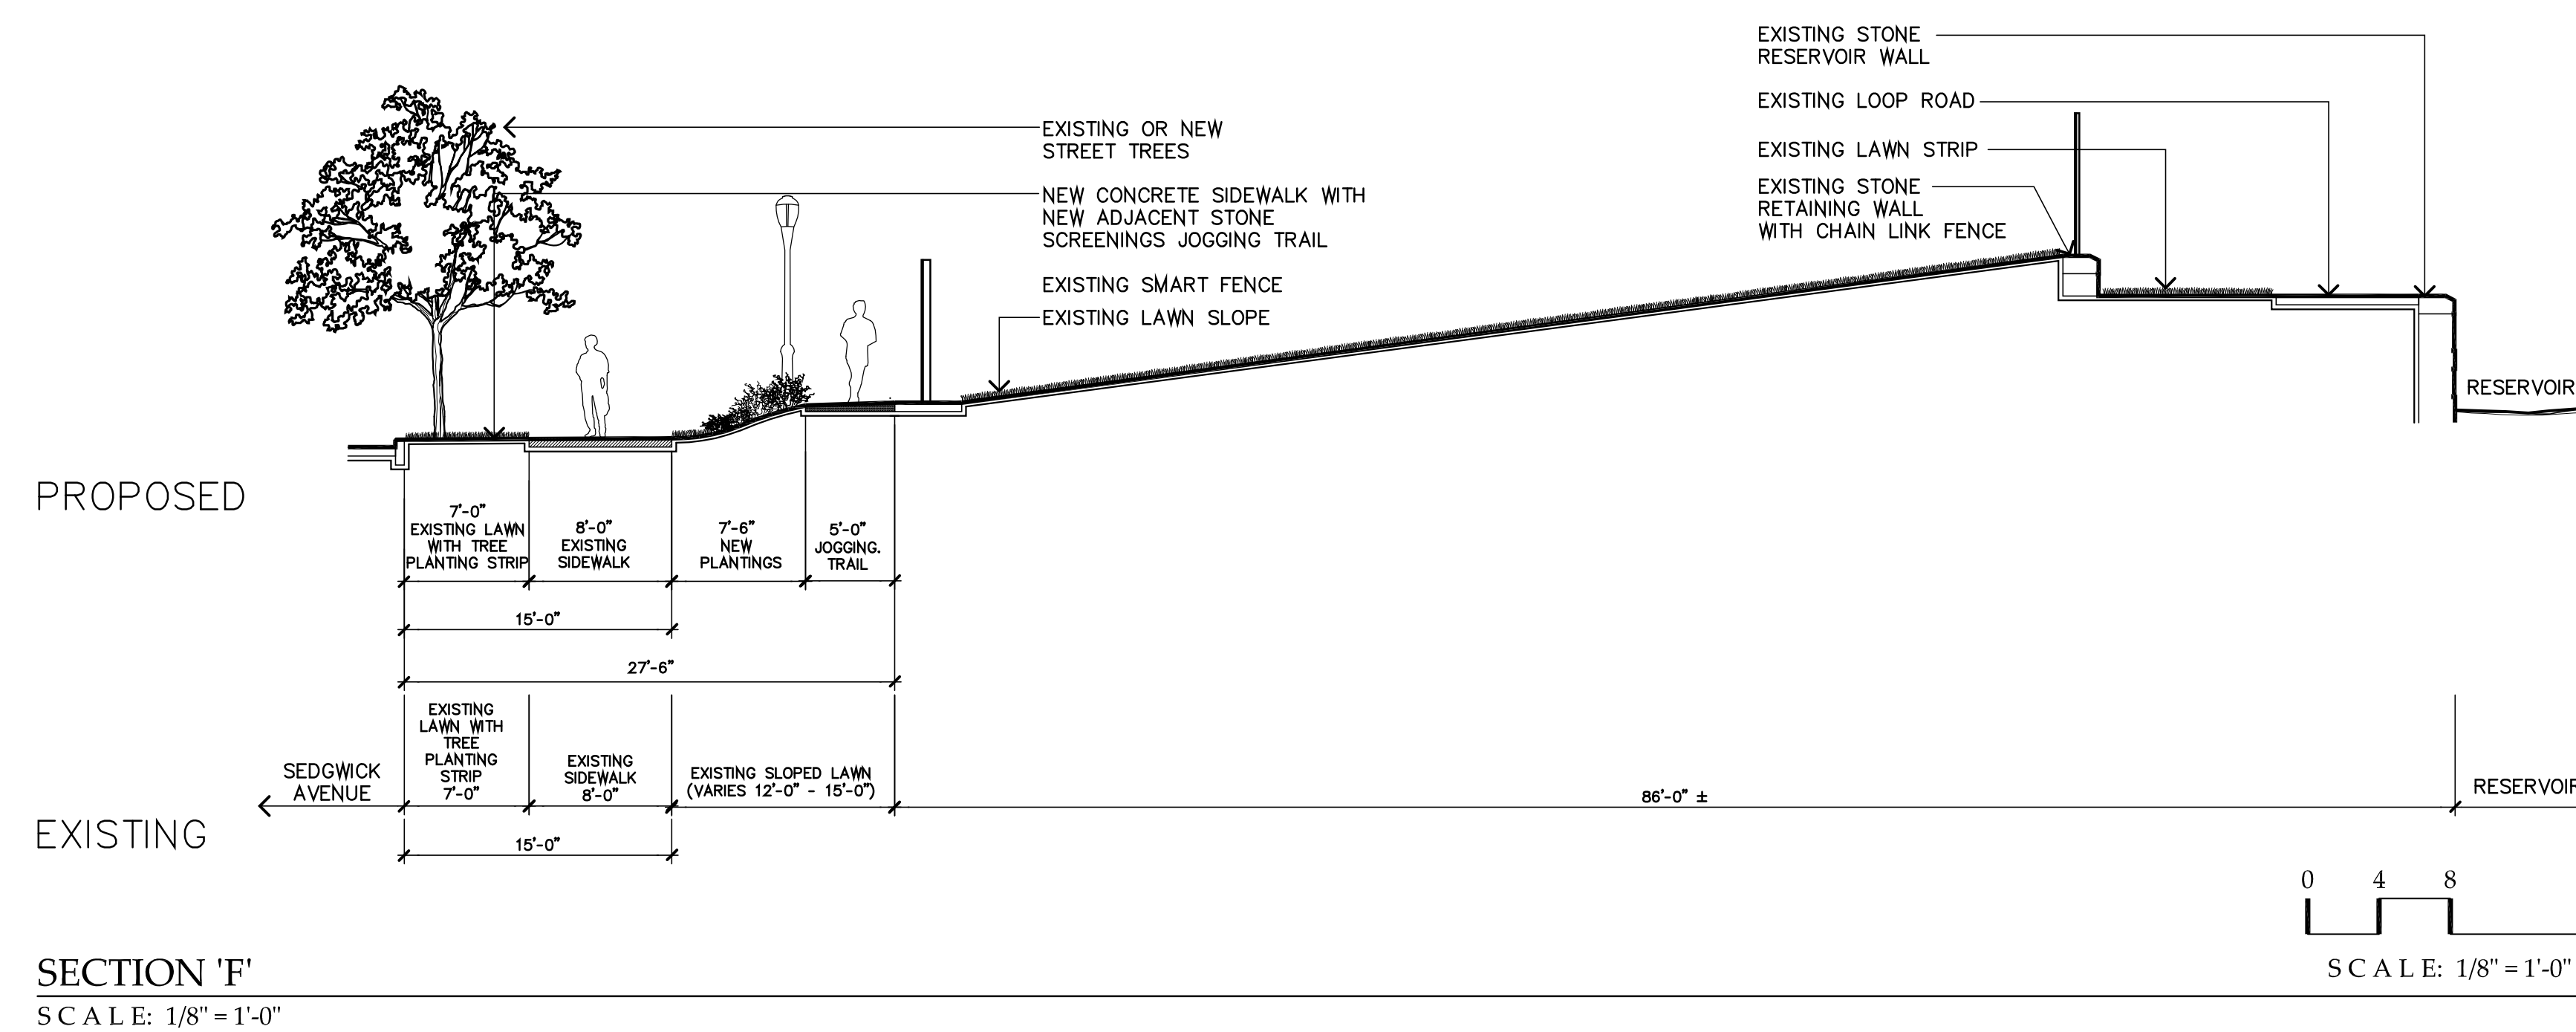 EXISTING STONE
RESERVOIR WALL
EXISTING LOOP ROAD
EXISTING LAWN STRIP
EXISTING STONE
RETAINING WALL
WITH CHAIN LINK FENCE
EXISTING OR NEW
STREET TREES
NEW CONCRETE SIDEWALK WITH
NEW ADJACENT STONE
SCREENINGS JOGGING TRAIL
EXISTING SMART FENCE
EXISTING LAWN SLOPE
RESERVOIR
PROPOSED
7'-0"
EXISTING LAWN
WITH TREE
PLANTING STRIP
8'-0"
EXISTING
SIDEWALK
7'-6"
NEW
PLANTINGS
5'-0"
JOGGING.
TRAIL
15'-0"
27'-6"
SEDGWICK
AVENUE
EXISTING
LAWN WITH
TREE
PLANTING
STRIP
7'-0"
EXISTING
SIDEWALK
8'-0"
EXISTING SLOPED LAWN
(VARIES 12'-0" - 15'-0")
86'-0" ±
RESERVOIR
EXISTING
15'-0"
0 4 8
SCALE: 1/8" = 1'-0"
SECTION 'F'
SCALE: 1/8" = 1'-0"